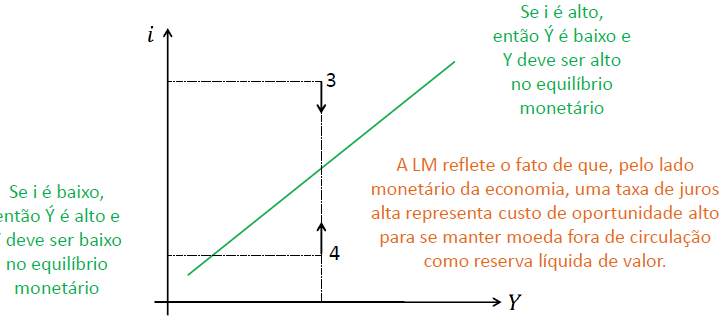 Se i é alto,
então Ý é baixo e
Y deve ser alto
no equilíbrio
monetário
i
3
A LM reflete o fato de que, pelo lado
monetário da economia, uma taxa de juros
alta representa custo de oportunidade alto
para se manter moeda fora de circulação
como reserva líquida de valor.
Se i é baixo,
então Ý é alto e
Y deve ser baixo
no equilíbrio
monetário
4
Y